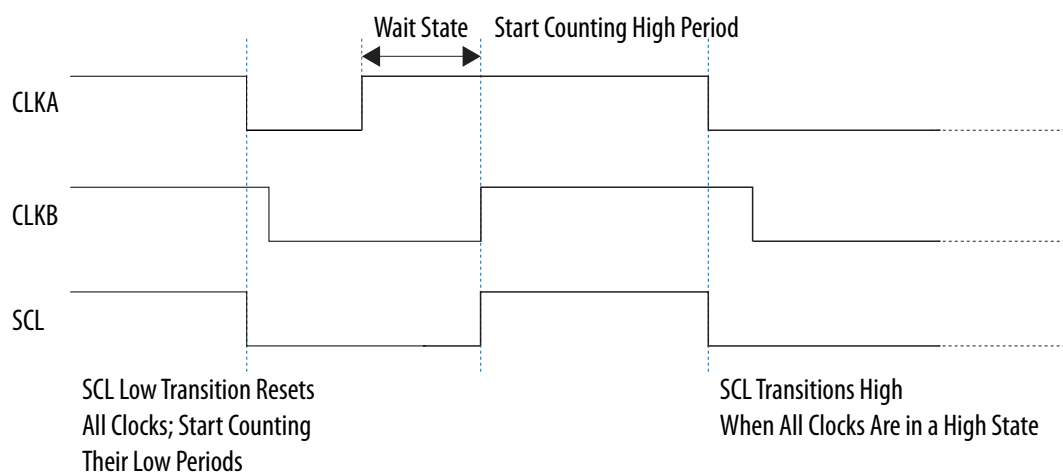 Wait State
Start Counting High Period
CLKA
CLKB
SCL
SCL Low Transition Resets
All Clocks; Start Counting
Their Low Periods
SCL Transitions High
When All Clocks Are in a High State